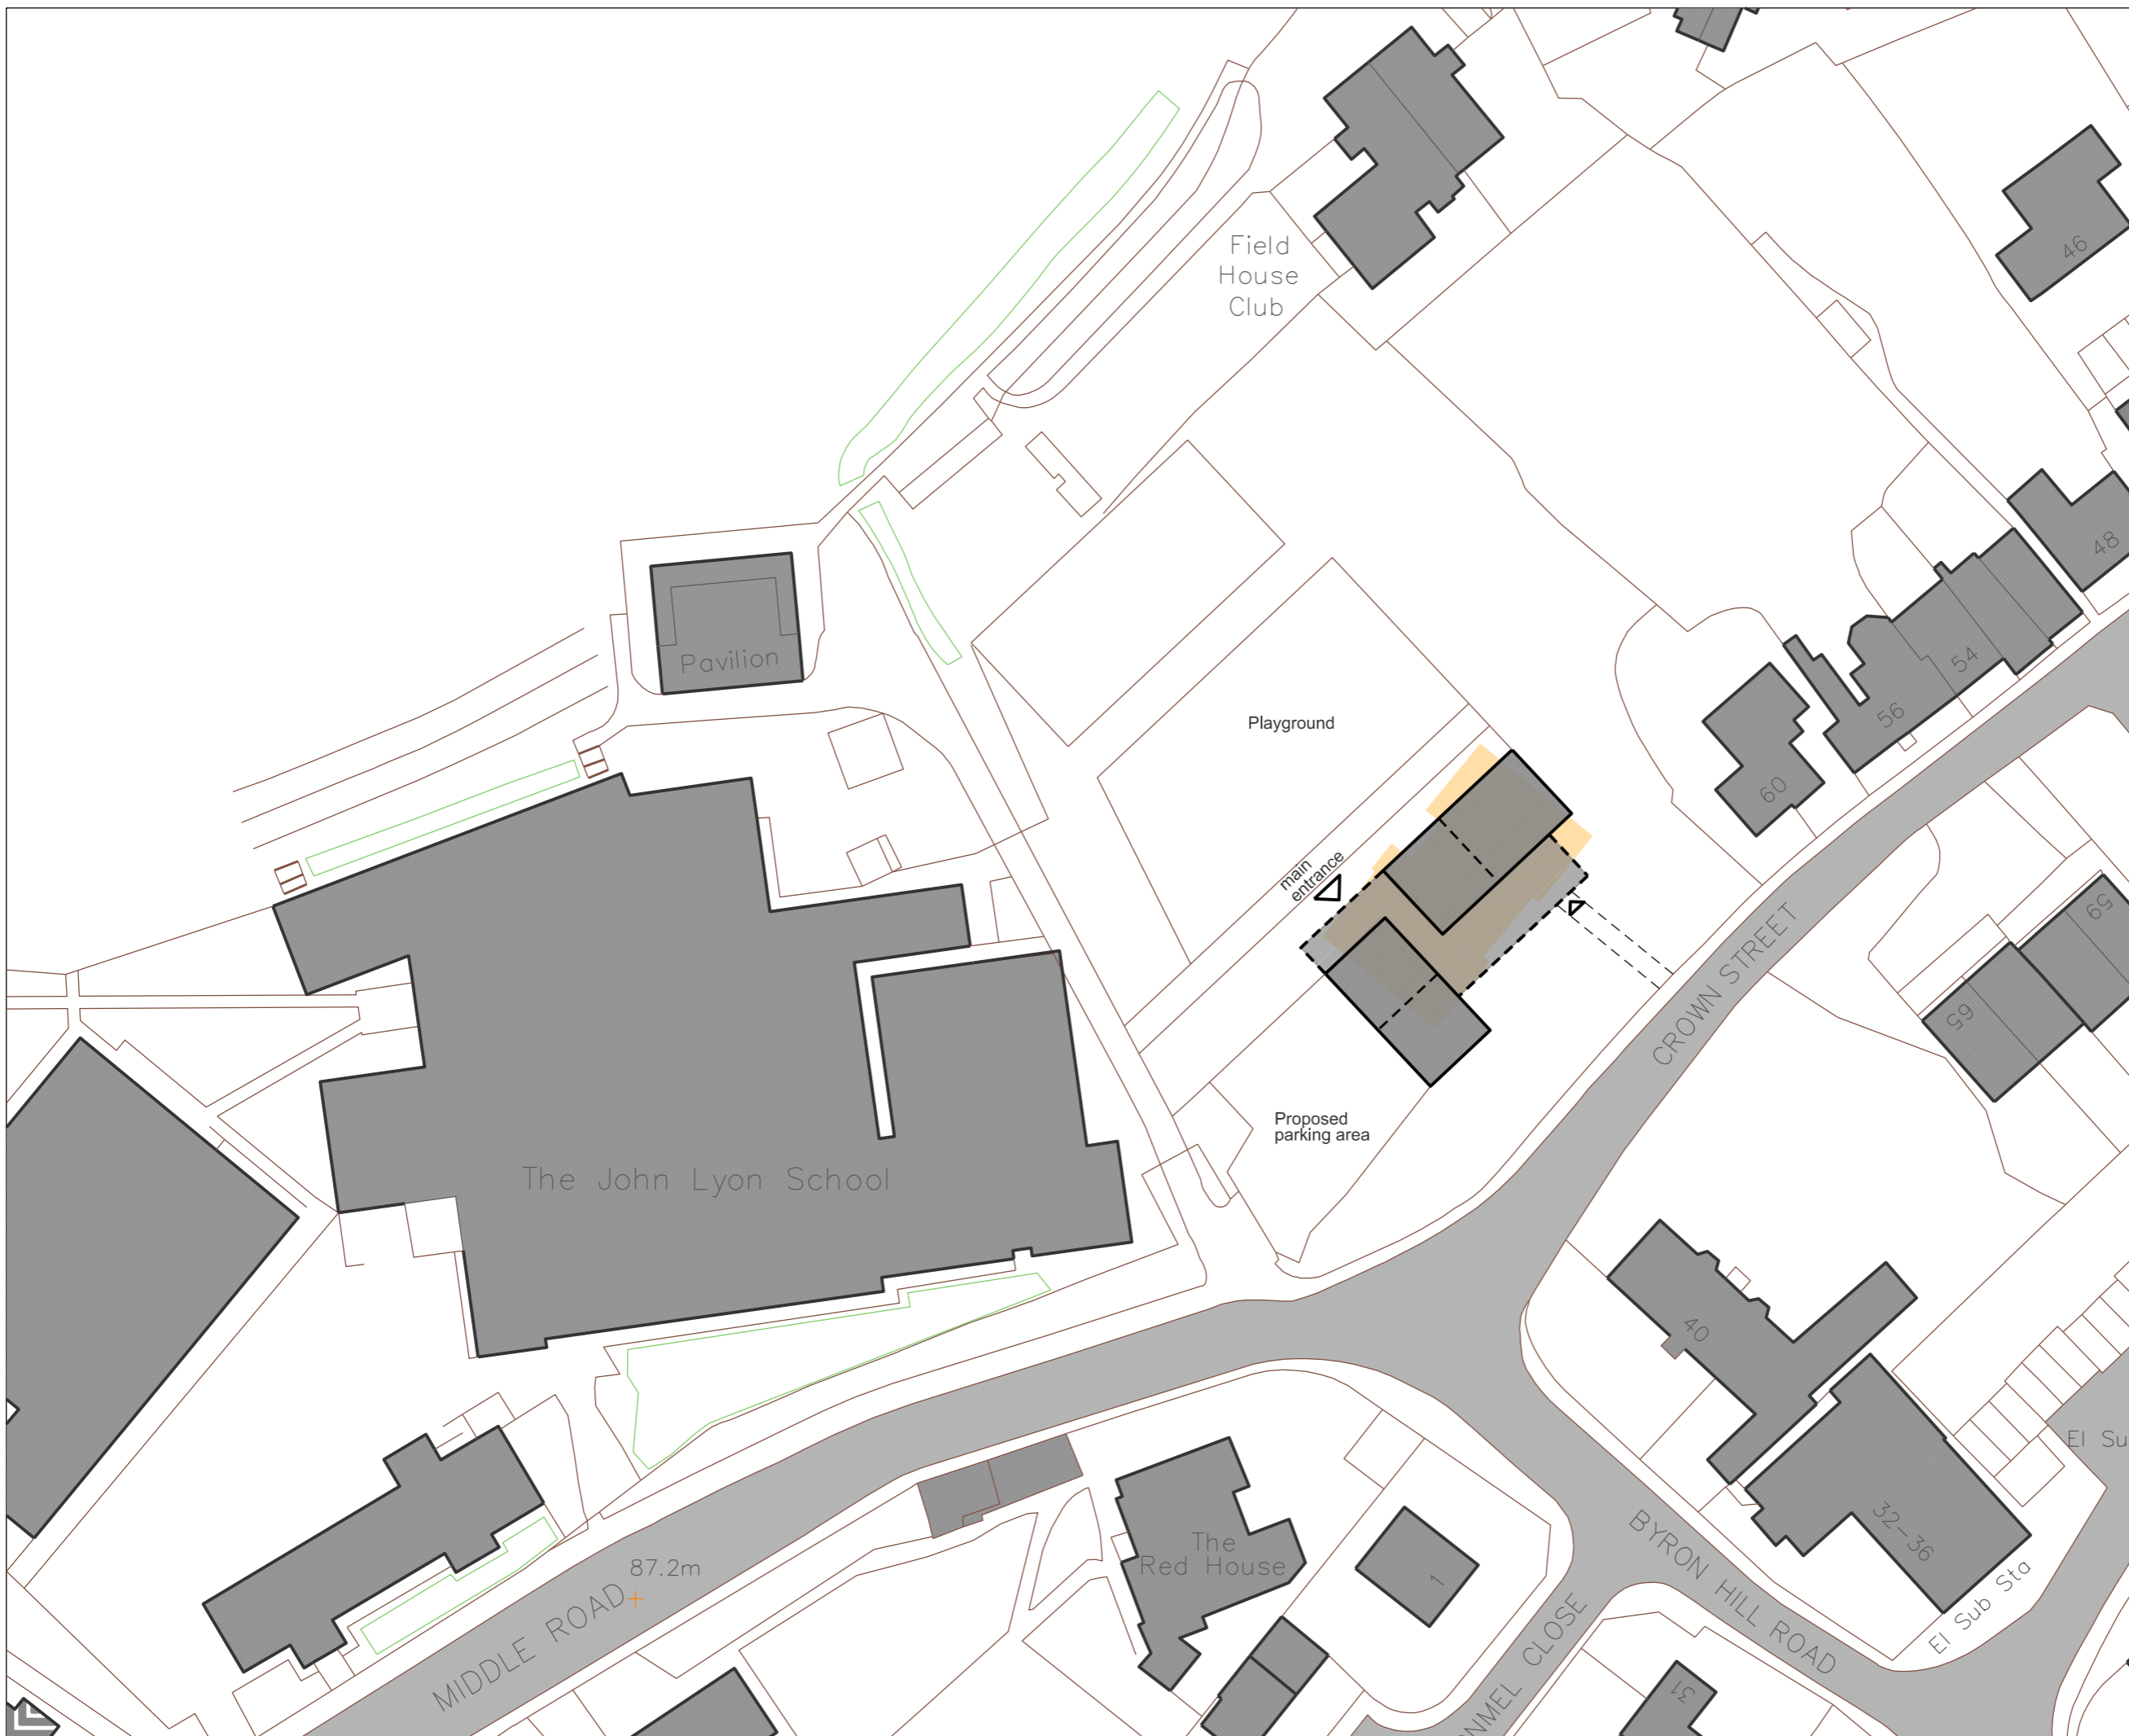 Field
House
Club
46
48
54
56
60
Pavilion
Playground
main
entrance
59
65
CROWN STREET
Proposed
parking area
The John Lyon School
40
32-36
El Su
El Sub Sta
The
Red House
1
87.2m
MIDDLE ROAD
BYRON HILL ROAD
NMEL CLOSE
31